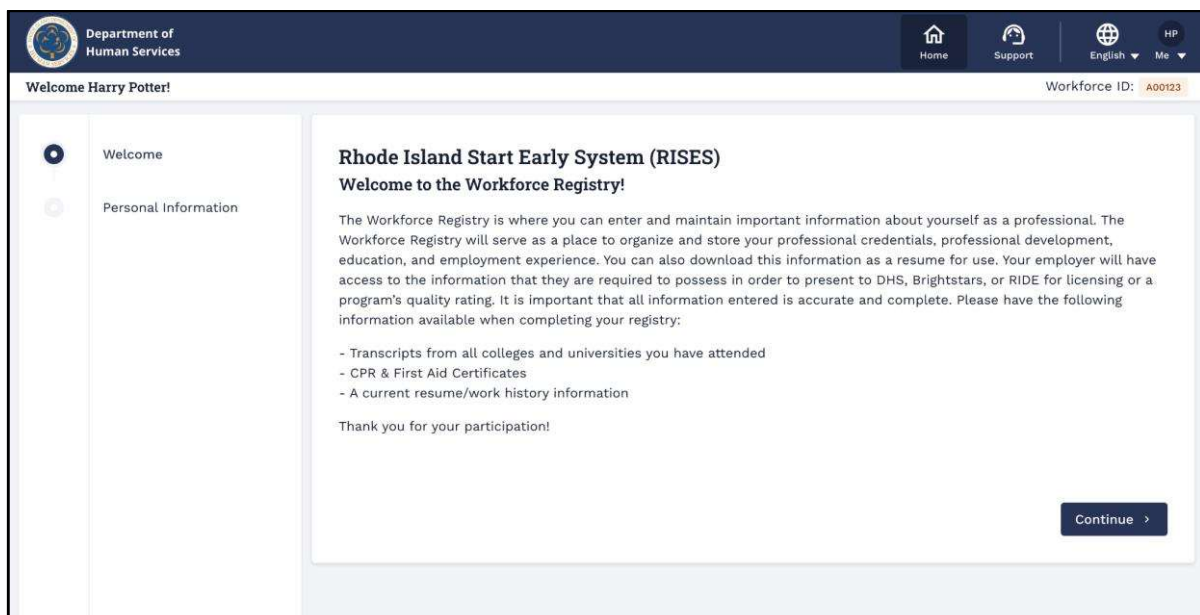 Department of
Human Services
Home
Support
English
HP
Me
Welcome Harry Potter!
Workforce ID: A00123
Welcome
Personal Information
Rhode Island Start Early System (RISES)
Welcome to the Workforce Registry!
The Workforce Registry is where you can enter and maintain important information about yourself as a professional. The
Workforce Registry will serve as a place to organize and store your professional credentials, professional development,
education, and employment experience. You can also download this information as a resume for use. Your employer will have
access to the information that they are required to possess in order to present to DHS, Brightstars, or RIDE for licensing or a
program's quality rating. It is important that all information entered is accurate and complete. Please have the following
information available when completing your registry:
- Transcripts from all colleges and universities you have attended
- CPR & First Aid Certificates
- A current resume/work history information
Thank you for your participation!
Continue >